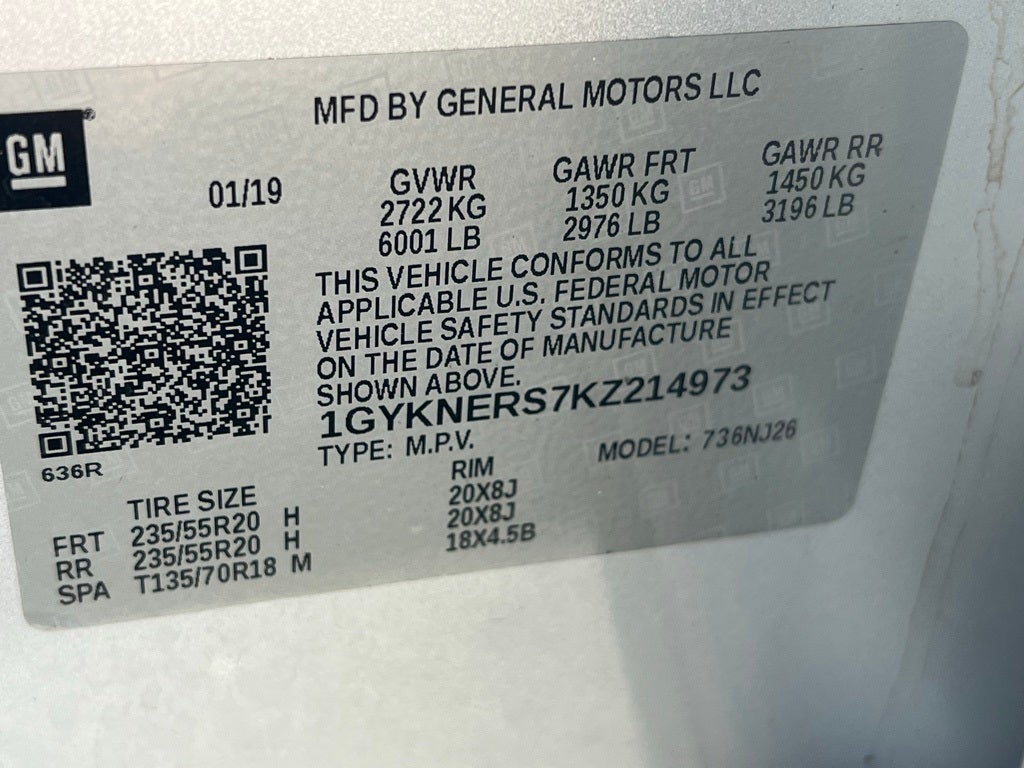 MFD BY GENERAL MOTORS LLC
GM
®
01/19
GVWR
2722 KG
6001 LB
GAWR FRT
1350 KG
2976 LB
GAWR RR
1450 KG
3196 LB
THIS VEHICLE CONFORMS TO ALL
APPLICABLE U.S. FEDERAL MOTOR
VEHICLE SAFETY STANDARDS IN EFFECT
ON THE DATE OF MANUFACTURE
SHOWN ABOVE.
1GYKNERS7KZ214973
TYPE: M.P.V. MODEL: 736NJ26
636R
TIRE SIZE RIM
FRT 235/55R20 H 20X8J
RR 235/55R20 H 20X8J
SPA T135/70R18 M 18X4.5B